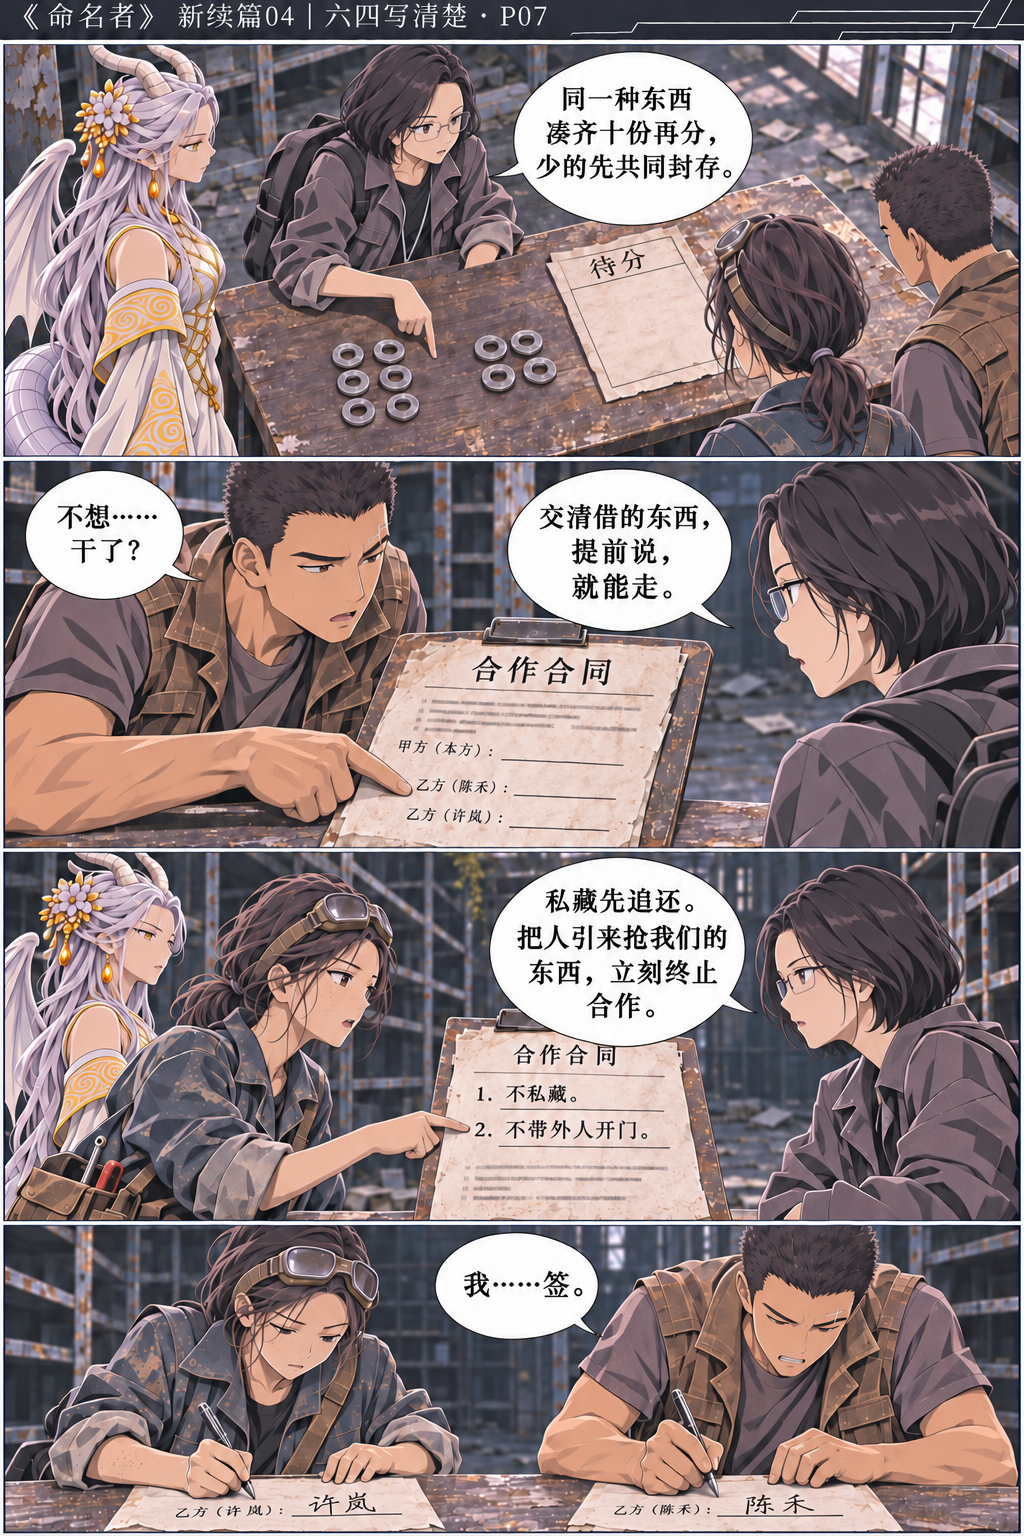 《命名者》 新续篇04｜六四写清楚·P07
同一种东西
凑齐十份再分，
少的先共同封存。
待分
不想……
干了？
交清借的东西，
提前说，
就能走。
合作合同
甲方（本方）：
乙方（陈禾）：
乙方（许岚）：
私藏先追还。
把人引来抢我们的
东西，立刻终止
合作。
合作合同
1. 不私藏。
2. 不带外人开门。
我……签。
乙方（许岚）： 许岚
乙方（陈禾）： 陈禾